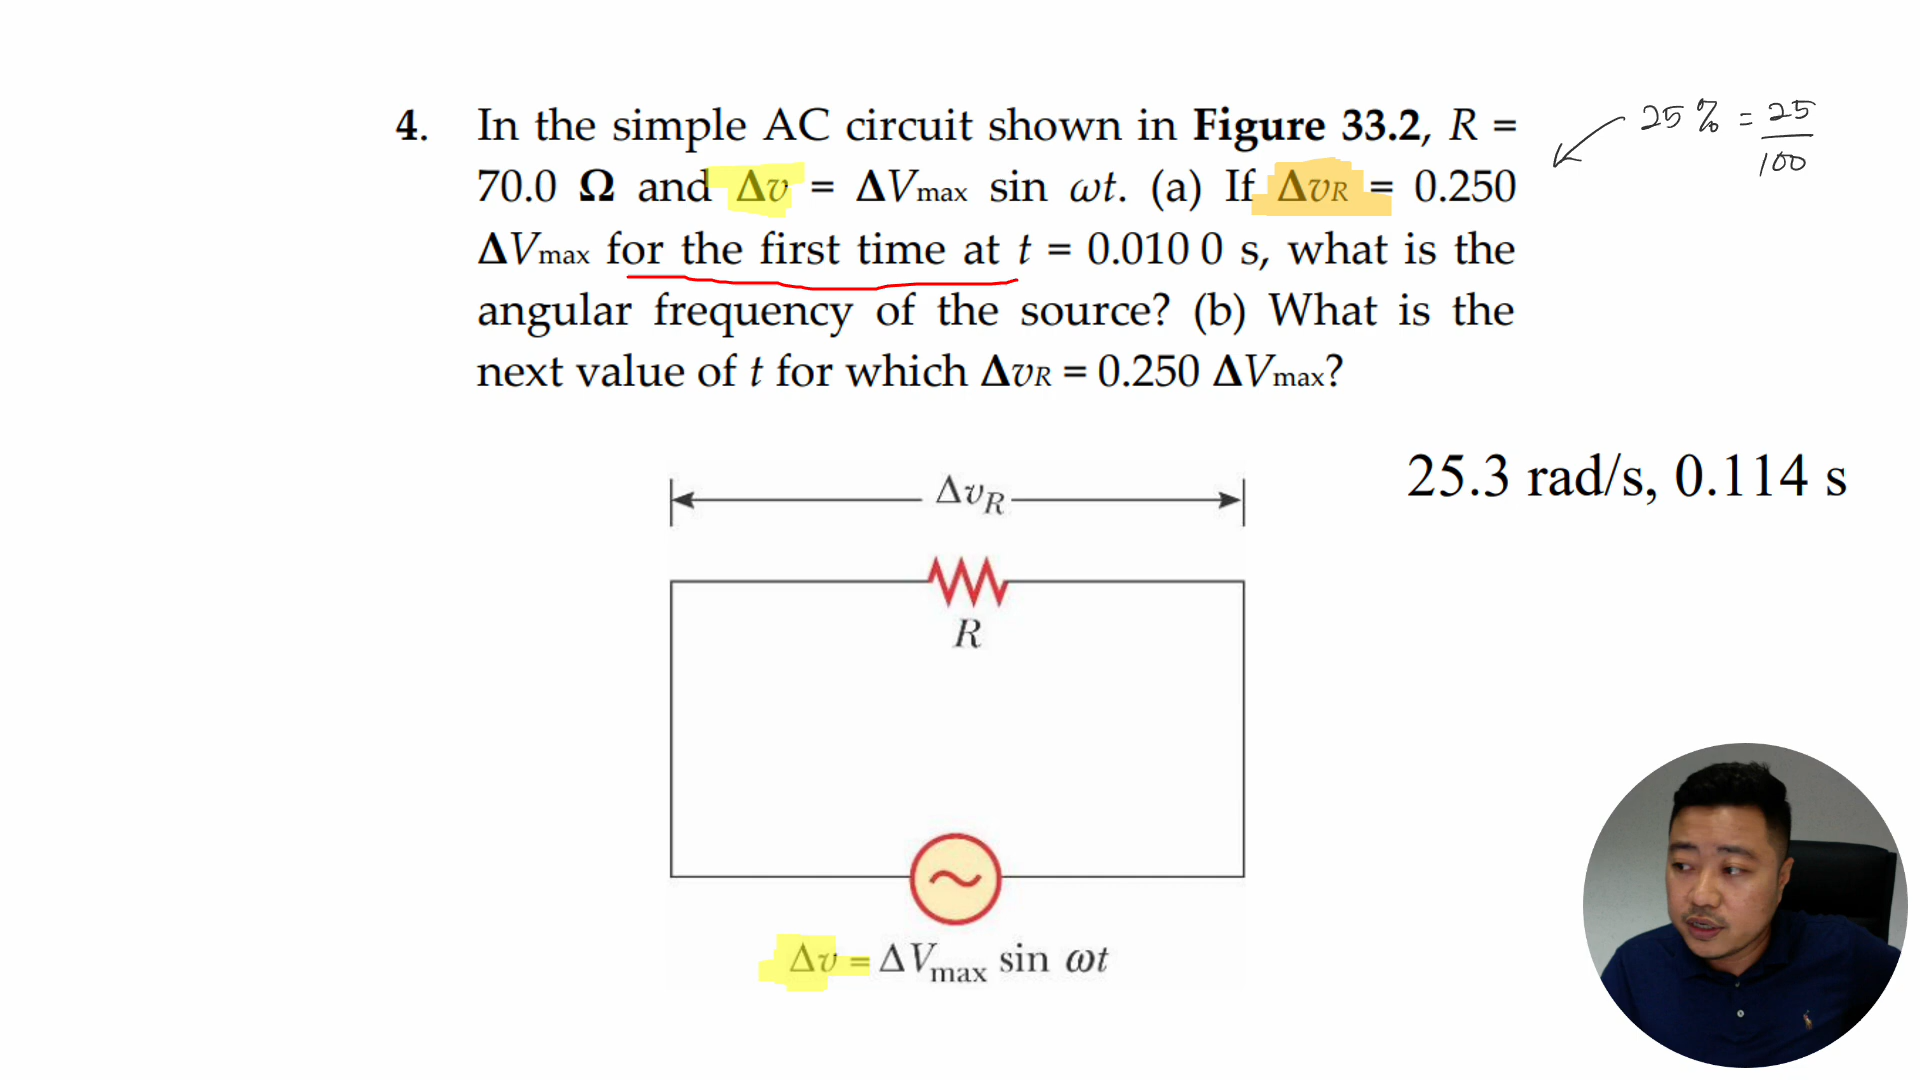 4. In the simple AC circuit shown in Figure 33.2, R =
70.0 Ω and Δv = ΔVmax sin ωt. (a) If ΔvR = 0.250
ΔVmax for the first time at t = 0.010 0 s, what is the
angular frequency of the source? (b) What is the
next value of t for which ΔvR = 0.250 ΔVmax?
25 % = 25/100
25.3 rad/s, 0.114 s
ΔvR
R
Δv = ΔVmax sin ωt